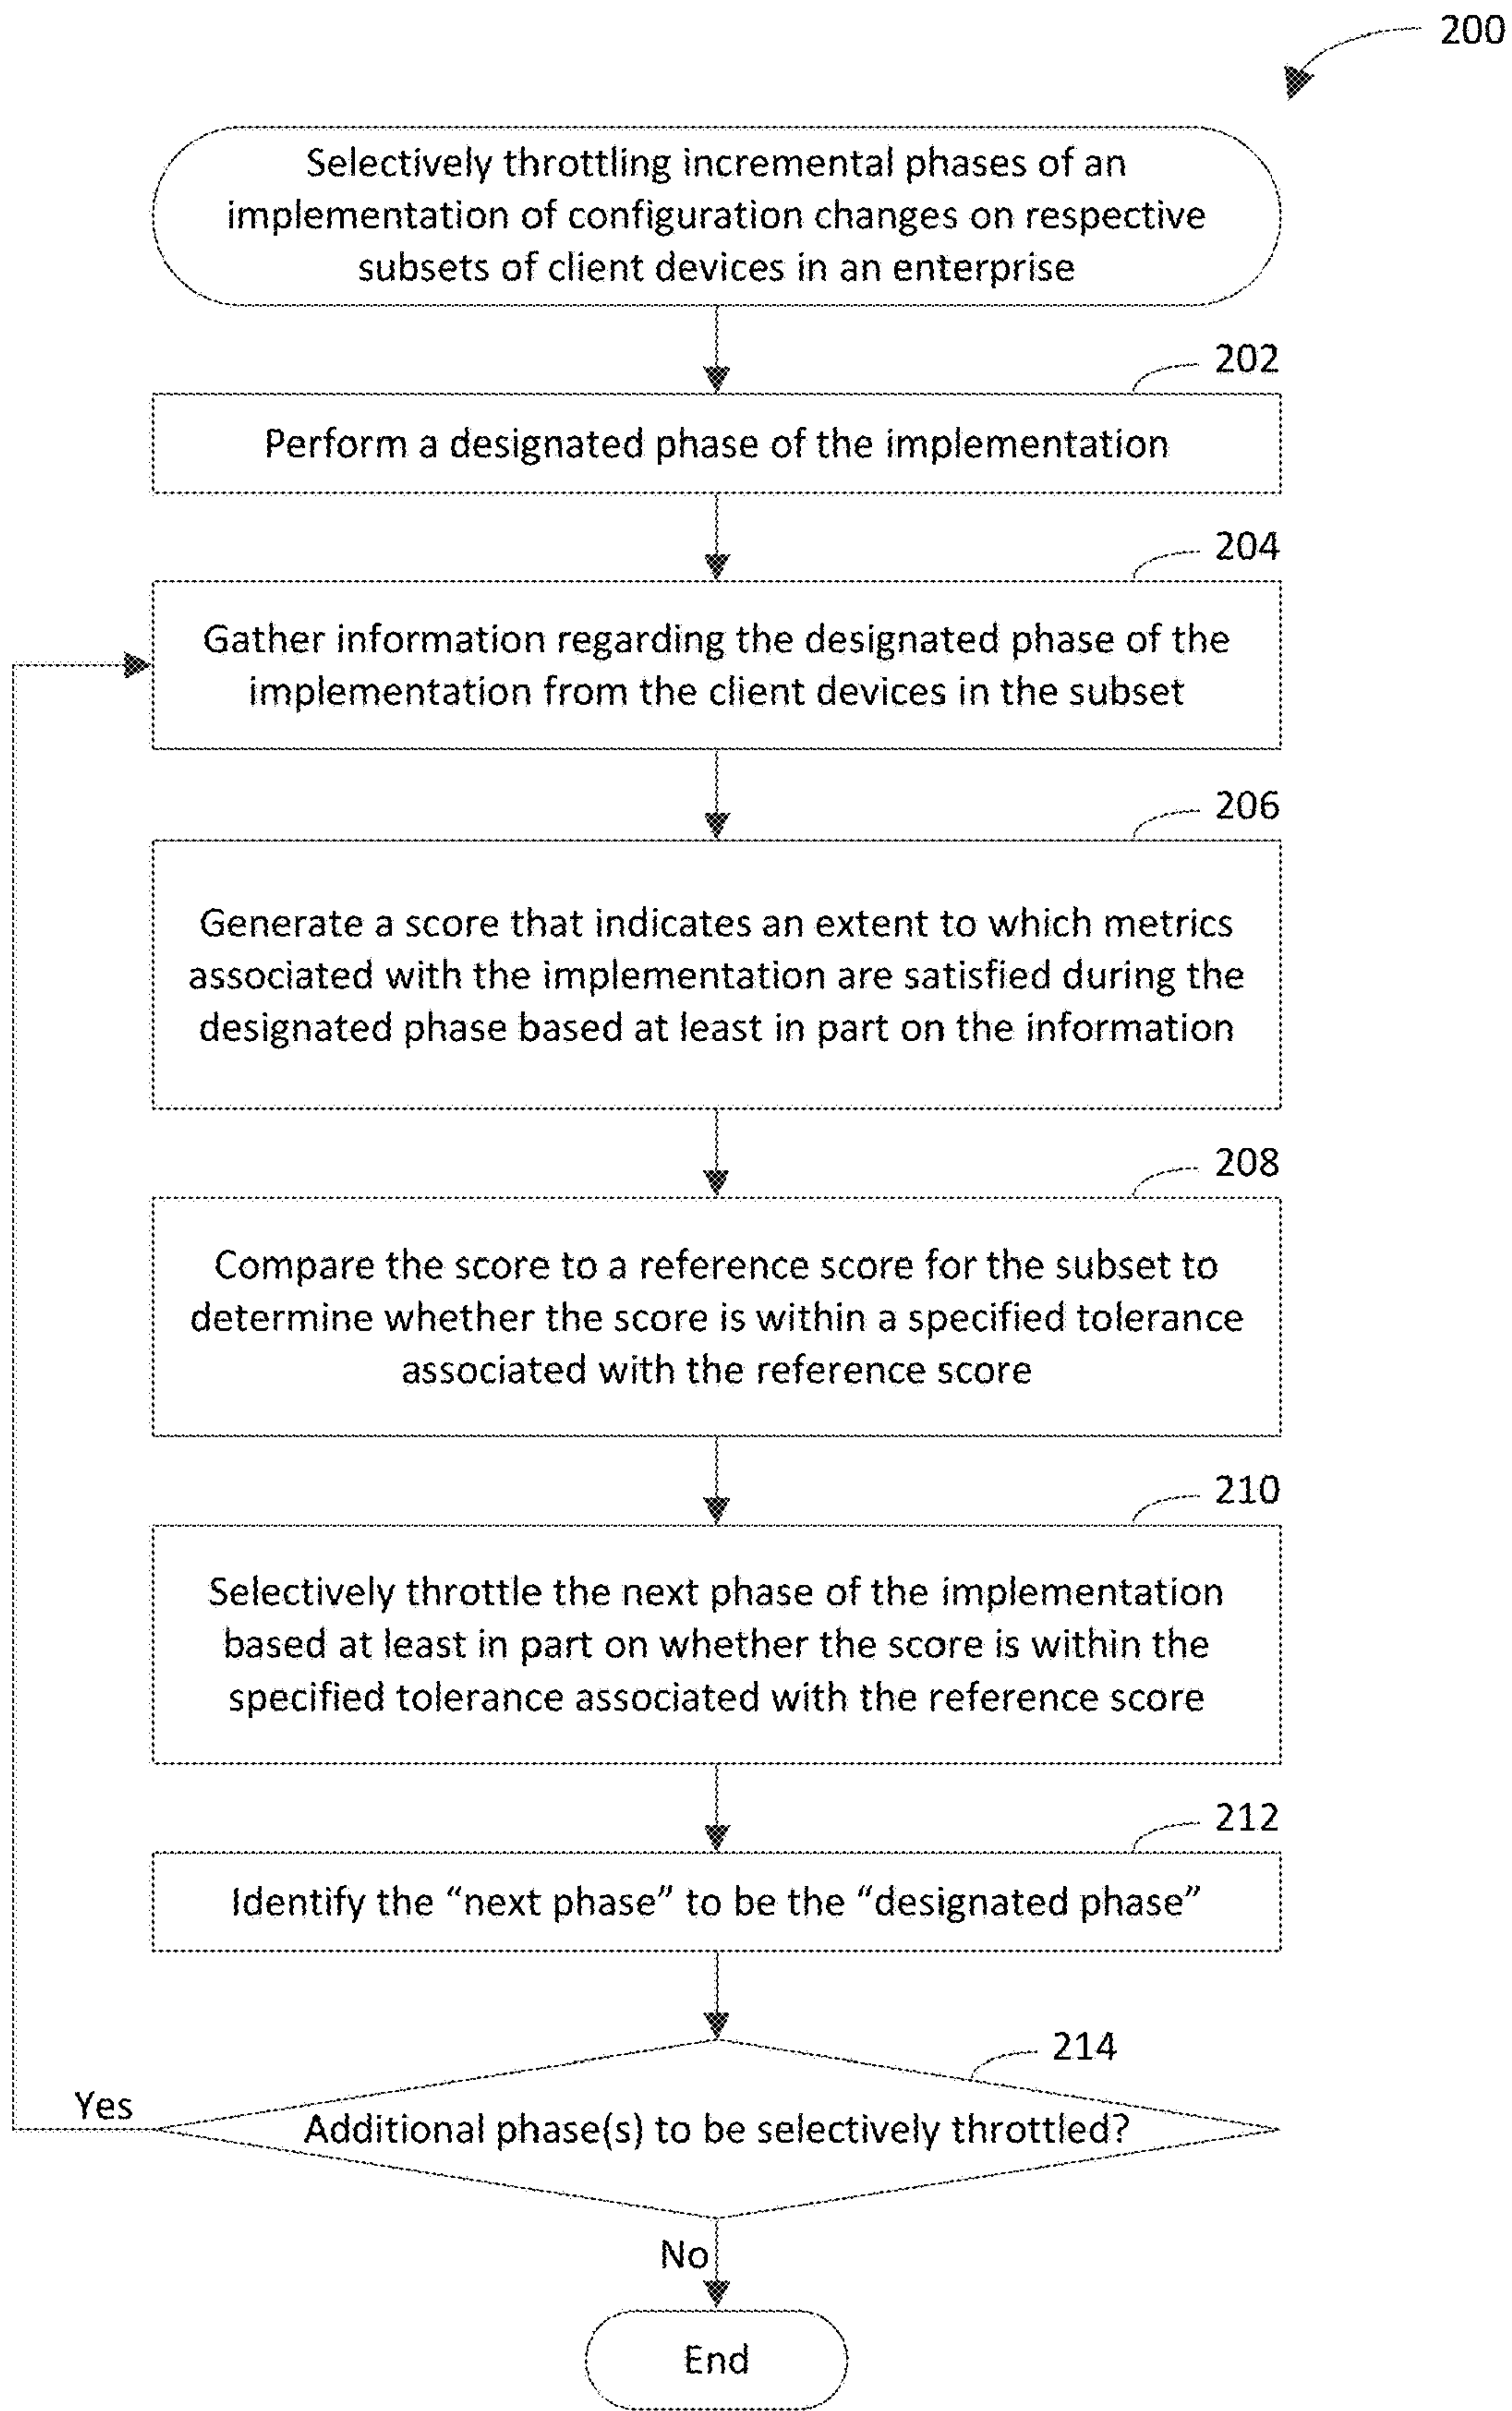 200
Selectively throttling incremental phases of an
implementation of configuration changes on respective
subsets of client devices in an enterprise
202
Perform a designated phase of the implementation
204
Gather information regarding the designated phase of the
implementation from the client devices in the subset
206
Generate a score that indicates an extent to which metrics
associated with the implementation are satisfied during the
designated phase based at least in part on the information
208
Compare the score to a reference score for the subset to
determine whether the score is within a specified tolerance
associated with the reference score
210
Selectively throttle the next phase of the implementation
based at least in part on whether the score is within the
specified tolerance associated with the reference score
212
Identify the “next phase” to be the “designated phase”
214
Yes
Additional phase(s) to be selectively throttled?
No
End